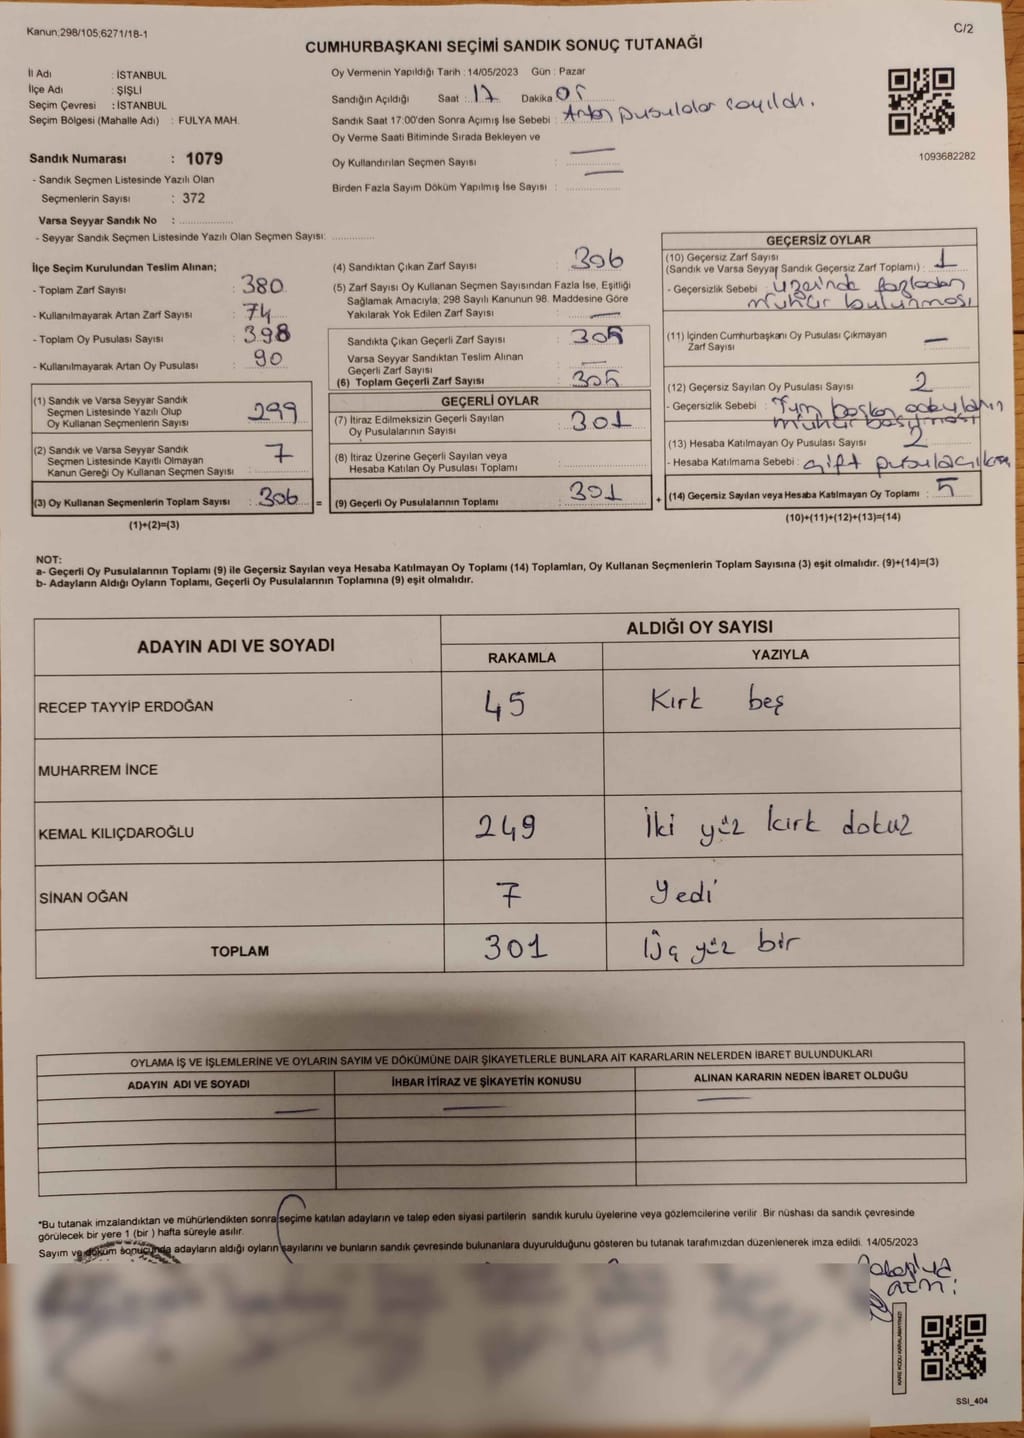 Kanun;298/105;6271/18-1
C/2
CUMHURBAŞKANI SEÇİMİ SANDIK SONUÇ TUTANAĞI
İl Adı : İSTANBUL
İlçe Adı : ŞİŞLİ
Seçim Çevresi : İSTANBUL
Seçim Bölgesi (Mahalle Adı) : FULYA MAH.
Oy Vermenin Yapıldığı Tarih : 14/05/2023 Gün : Pazar
Sandığın Açıldığı Saat : 17 Dakika 05
Sandık Saat 17:00'den Sonra Açımış İse Sebebi : Artan pusulalar sayıldı.
Oy Verme Saati Bitiminde Sırada Bekleyen ve
Oy Kullandırılan Seçmen Sayısı : —
Birden Fazla Sayım Döküm Yapılmış İse Sayısı : —
1093682282
Sandık Numarası : 1079
- Sandık Seçmen Listesinde Yazılı Olan
Seçmenlerin Sayısı : 372
Varsa Seyyar Sandık No :
- Seyyar Sandık Seçmen Listesinde Yazılı Olan Seçmen Sayısı:
İlçe Seçim Kurulundan Teslim Alınan;
- Toplam Zarf Sayısı : 380
- Kullanılmayarak Artan Zarf Sayısı : 74
- Toplam Oy Pusulası Sayısı : 398
- Kullanılmayarak Artan Oy Pusulası : 90
(1) Sandık ve Varsa Seyyar Sandık
Seçmen Listesinde Yazılı Olup
Oy Kullanan Seçmenlerin Sayısı 299
(2) Sandık ve Varsa Seyyar Sandık
Seçmen Listesinde Kayıtlı Olmayan
Kanun Gereği Oy Kullanan Seçmen Sayısı 7
(3) Oy Kullanan Seçmenlerin Toplam Sayısı : 306 =
(1)+(2)=(3)
(4) Sandıktan Çıkan Zarf Sayısı : 306
(5) Zarf Sayısı Oy Kullanan Seçmen Sayısından Fazla İse, Eşitliği
Sağlamak Amacıyla, 298 Sayılı Kanunun 98. Maddesine Göre
Yakılarak Yok Edilen Zarf Sayısı : —
Sandıkta Çıkan Geçerli Zarf Sayısı : 305
Varsa Seyyar Sandıktan Teslim Alınan
Geçerli Zarf Sayısı : —
(6) Toplam Geçerli Zarf Sayısı : 305
GEÇERLİ OYLAR
(7) İtiraz Edilmeksizin Geçerli Sayılan
Oy Pusulalarının Sayısı : 301
(8) İtiraz Üzerine Geçerli Sayılan veya
Hesaba Katılan Oy Pusulası Toplamı :
(9) Geçerli Oy Pusulalarının Toplamı : 301 +
GEÇERSİZ OYLAR
(10) Geçersiz Zarf Sayısı
(Sandık ve Varsa Seyyar Sandık Geçersiz Zarf Toplamı) : 1
- Geçersizlik Sebebi : Üzerinde fazladan
mühür bulunması
(11) İçinden Cumhurbaşkanı Oy Pusulası Çıkmayan
Zarf Sayısı : —
(12) Geçersiz Sayılan Oy Pusulası Sayısı : 2
- Geçersizlik Sebebi : Tüm başkan adayların
mühür basılması
(13) Hesaba Katılmayan Oy Pusulası Sayısı : 2
- Hesaba Katılmama Sebebi : çift pusula
(14) Geçersiz Sayılan veya Hesaba Katılmayan Oy Toplamı : 5
(10)+(11)+(12)+(13)=(14)
NOT:
a- Geçerli Oy Pusulalarının Toplamı (9) ile Geçersiz Sayılan veya Hesaba Katılmayan Oy Toplamı (14) Toplamları, Oy Kullanan Seçmenlerin Toplam Sayısına (3) eşit olmalıdır. (9)+(14)=(3)
b- Adayların Aldığı Oyların Toplamı, Geçerli Oy Pusulalarının Toplamına (9) eşit olmalıdır.
ADAYIN ADI VE SOYADI ALDIĞI OY SAYISI
RAKAMLA YAZIYLA
RECEP TAYYİP ERDOĞAN 45 Kırk beş
MUHARREM İNCE
KEMAL KILIÇDAROĞLU 249 İki yüz kırk dokuz
SİNAN OĞAN 7 Yedi
TOPLAM 301 Üç yüz bir
OYLAMA İŞ VE İŞLEMLERİNE VE OYLARIN SAYIM VE DÖKÜMÜNE DAİR ŞİKAYETLERLE BUNLARA AİT KARARLARIN NELERDEN İBARET BULUNDUKLARI
ADAYIN ADI VE SOYADI İHBAR İTİRAZ VE ŞİKAYETİN KONUSU ALINAN KARARIN NEDEN İBARET OLDUĞU
— — —
*Bu tutanak imzalandıktan ve mühürlendikten sonra seçime katılan adayların ve talep eden siyasi partilerin sandık kurulu üyelerine veya gözlemcilerine verilir. Bir nüshası da sandık çevresinde
görülecek bir yere 1 (bir ) hafta süreyle asılır.
Sayım ve döküm sonucunda adayların aldığı oyların sayılarını ve bunların sandık çevresinde bulunanlara duyurulduğunu gösteren bu tutanak tarafımızdan düzenlenerek imza edildi. 14/05/2023
SSI_404